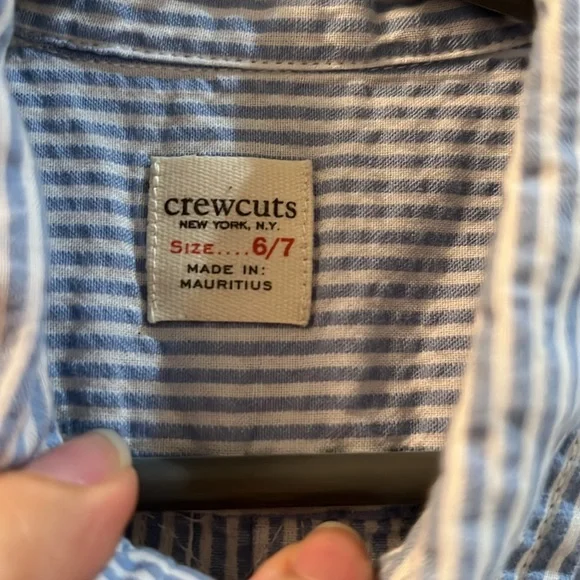 crewcuts
NEW YORK, N.Y.
SIZE....6/7
MADE IN:
MAURITIUS